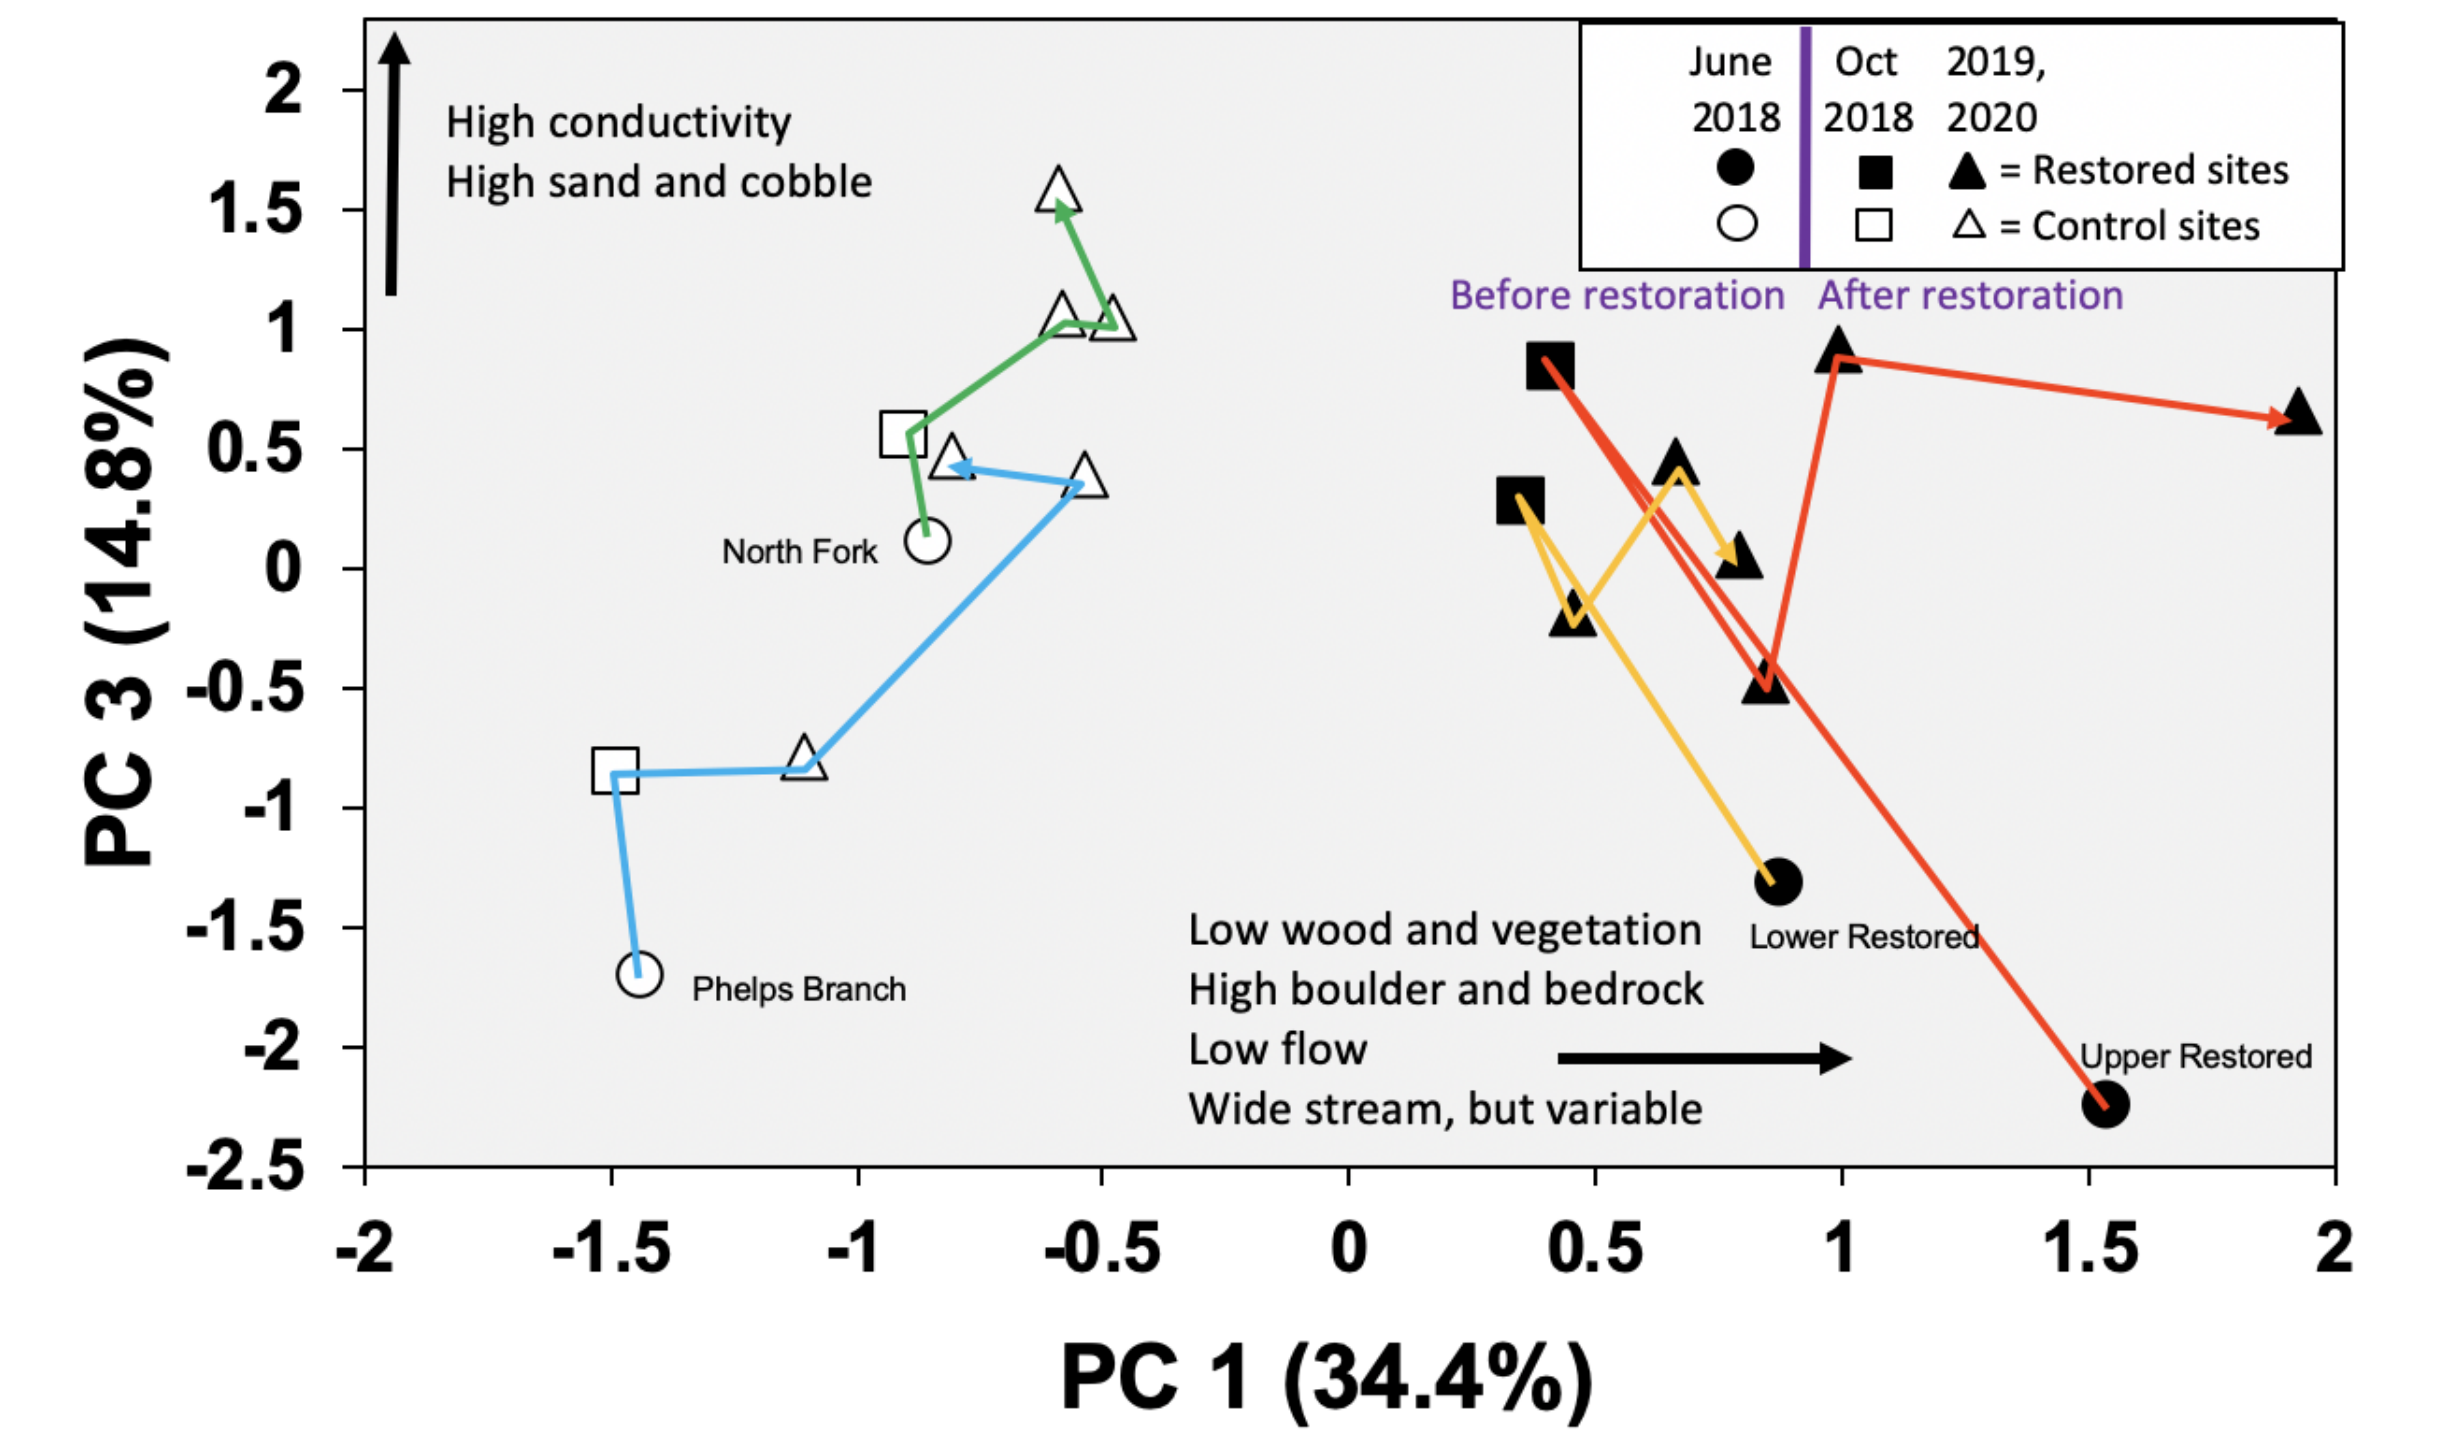 June Oct 2019,
2018 2018 2020
= Restored sites
= Control sites
Before restoration After restoration
High conductivity
High sand and cobble
North Fork
Phelps Branch
Lower Restored
Upper Restored
Low wood and vegetation
High boulder and bedrock
Low flow
Wide stream, but variable
PC 3 (14.8%)
2
1.5
1
0.5
0
-0.5
-1
-1.5
-2
-2.5
-2 -1.5 -1 -0.5 0 0.5 1 1.5 2
PC 1 (34.4%)